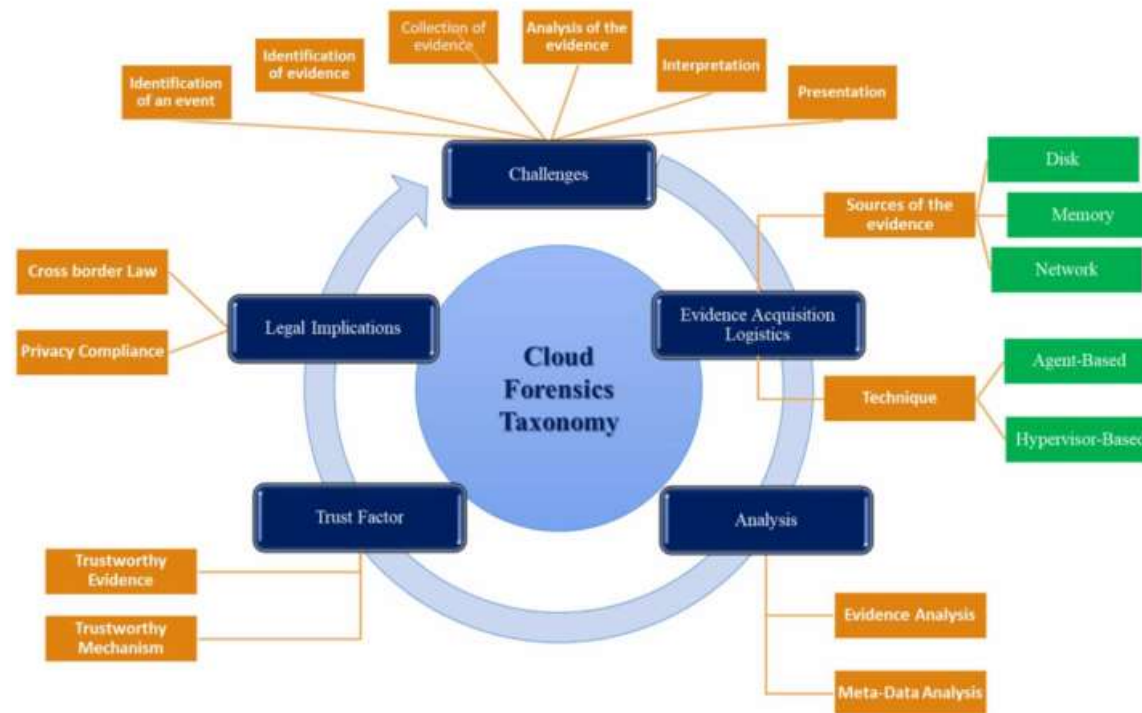 Identification
of an event
Identification
of evidence
Collection of
evidence
Analysis of the
evidence
Interpretation
Presentation
Challenges
Disk
Sources of the
evidence
Memory
Network
Cross border Law
Privacy Compliance
Legal Implications
Evidence Acquisition
Logistics
Cloud
Forensics
Taxonomy
Agent-Based
Technique
Hypervisor-Based
Trust Factor
Analysis
Trustworthy
Evidence
Trustworthy
Mechanism
Evidence Analysis
Meta-Data Analysis